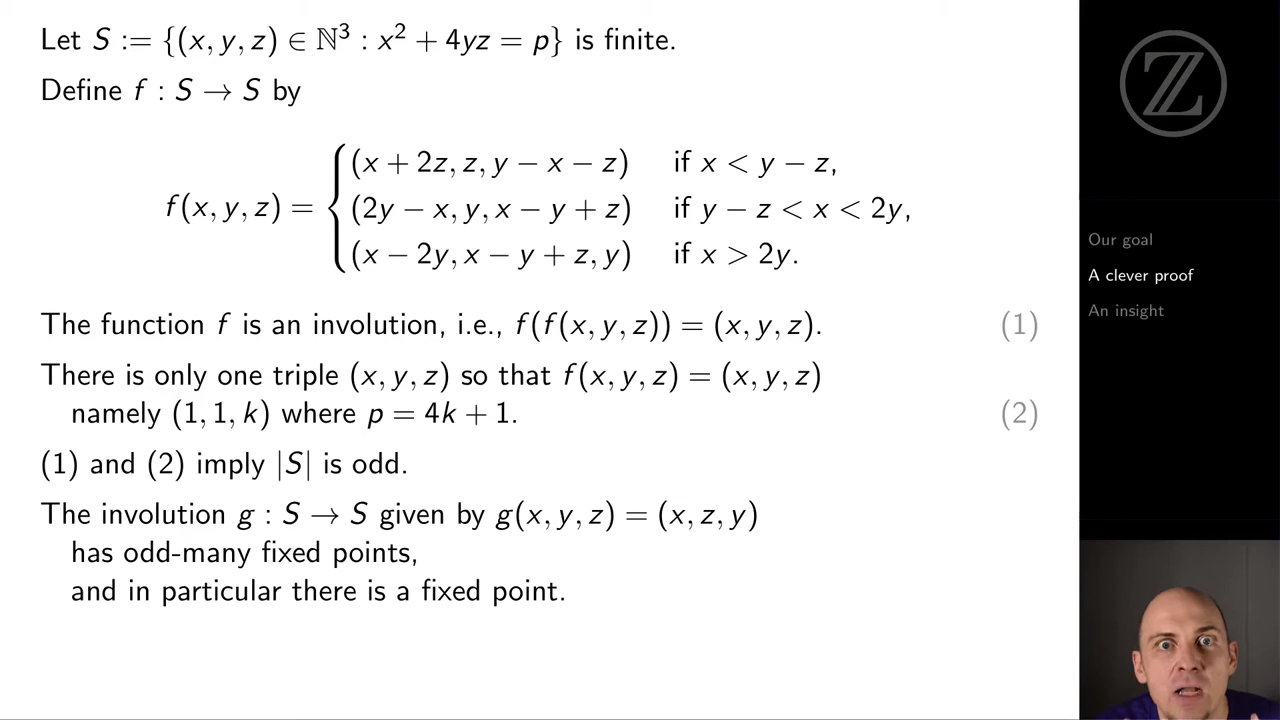 Let S := {(x, y, z) ∈ ℕ³ : x² + 4yz = p} is finite.
Define f : S → S by
f(x, y, z) = { (x + 2z, z, y − x − z) if x < y − z,
(2y − x, y, x − y + z) if y − z < x < 2y,
(x − 2y, x − y + z, y) if x > 2y.
The function f is an involution, i.e., f(f(x, y, z)) = (x, y, z). (1)
There is only one triple (x, y, z) so that f(x, y, z) = (x, y, z)
namely (1, 1, k) where p = 4k + 1. (2)
(1) and (2) imply |S| is odd.
The involution g : S → S given by g(x, y, z) = (x, z, y)
has odd-many fixed points,
and in particular there is a fixed point.
ℤ
Our goal
A clever proof
An insight